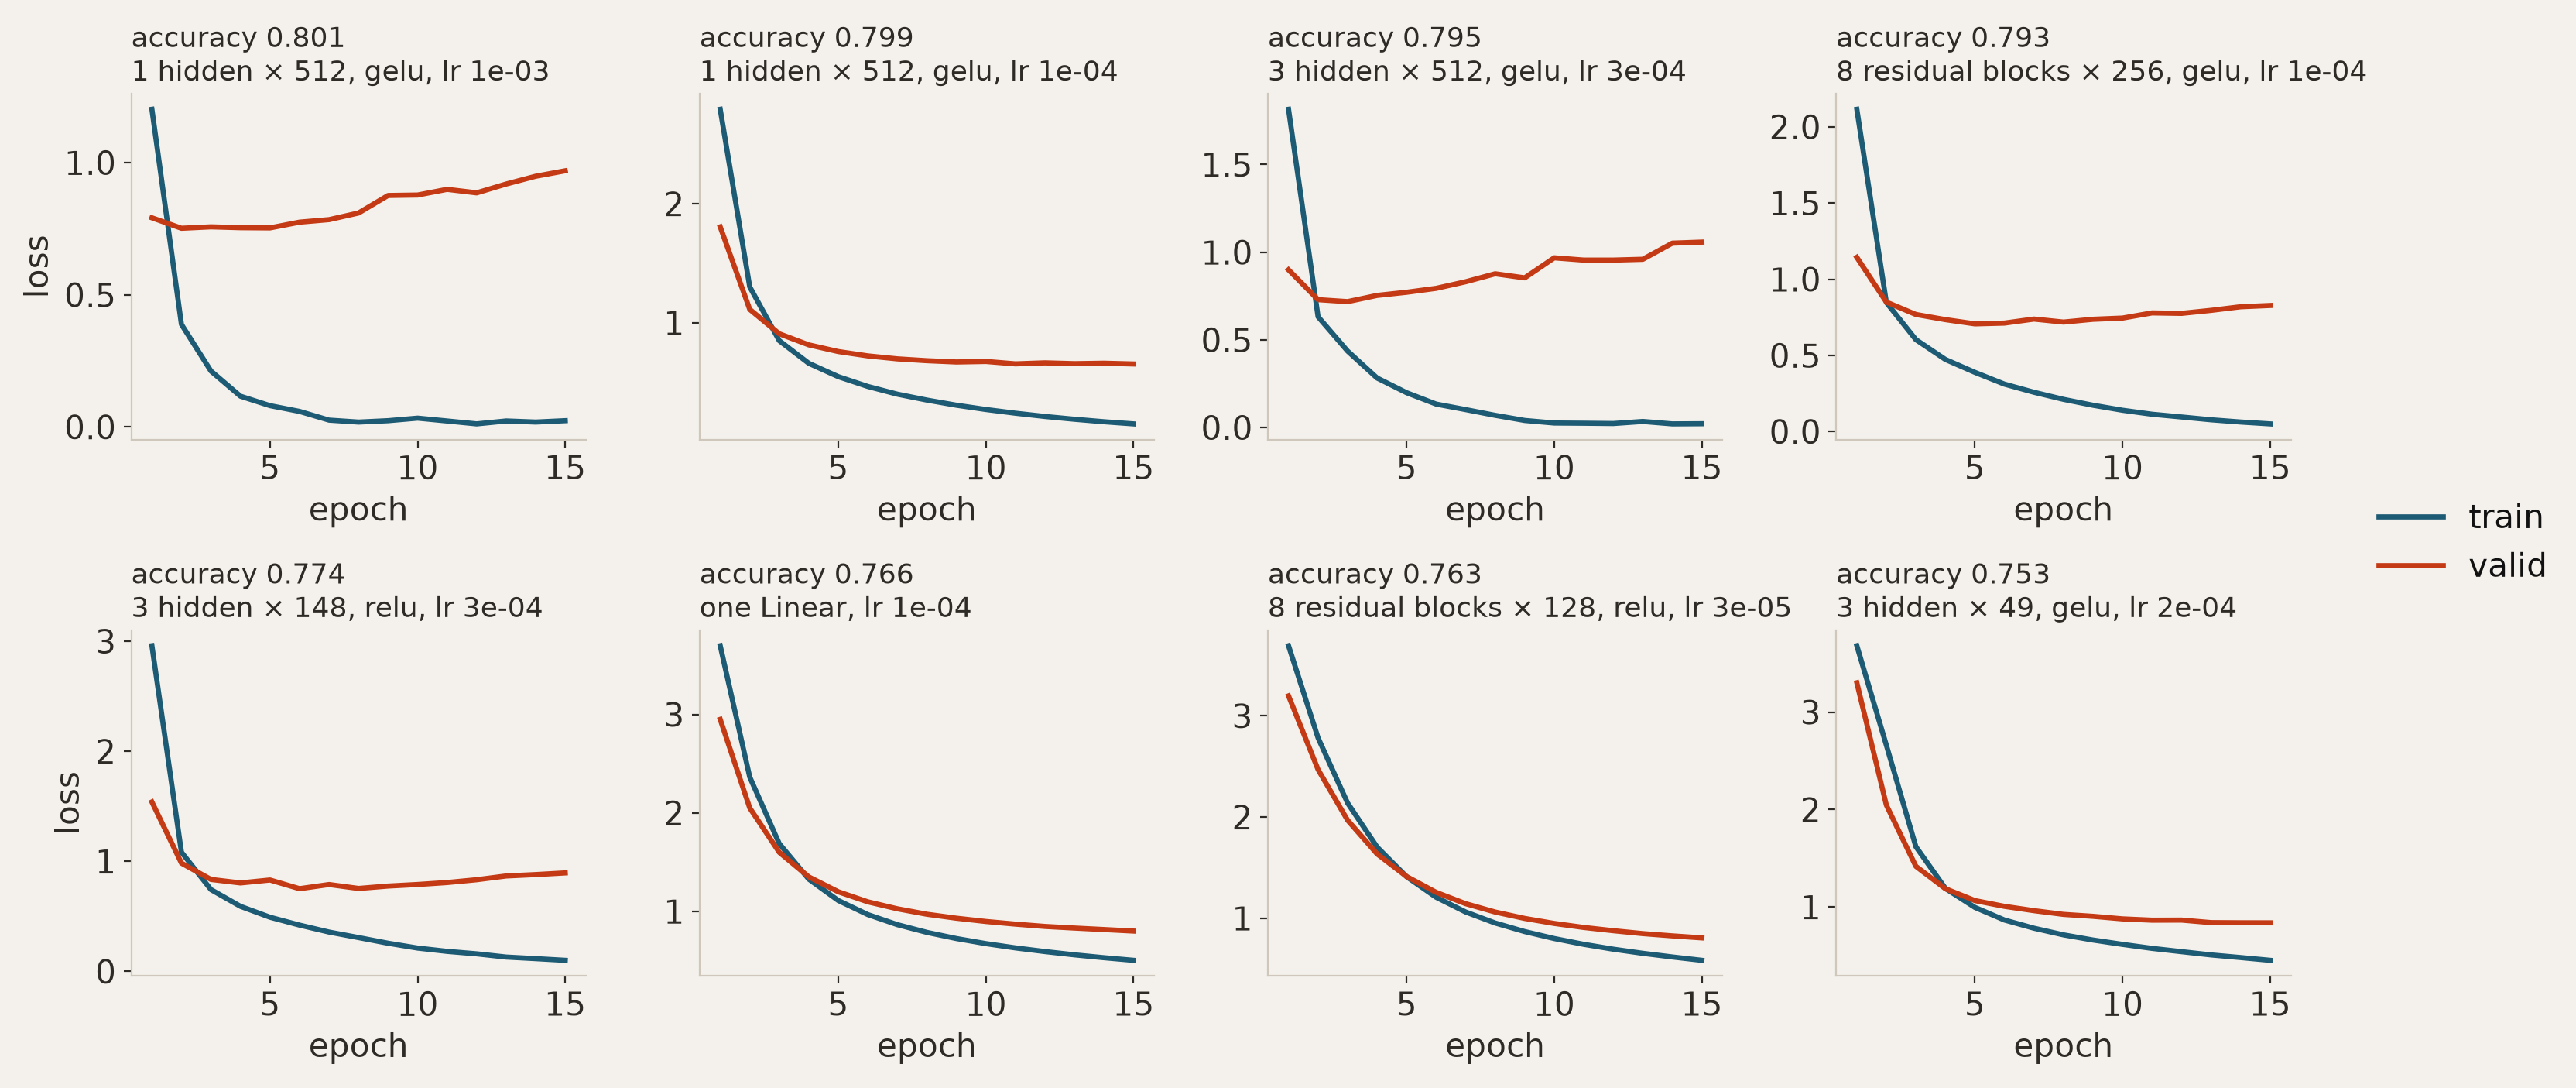 accuracy 0.801
1 hidden × 512, gelu, lr 1e-03
accuracy 0.799
1 hidden × 512, gelu, lr 1e-04
accuracy 0.795
3 hidden × 512, gelu, lr 3e-04
accuracy 0.793
8 residual blocks × 256, gelu, lr 1e-04
loss
1.0
0.5
0.0
5
10
15
epoch
2
1
5
10
15
epoch
1.5
1.0
0.5
0.0
5
10
15
epoch
2.0
1.5
1.0
0.5
0.0
5
10
15
epoch
train
valid
accuracy 0.774
3 hidden × 148, relu, lr 3e-04
accuracy 0.766
one Linear, lr 1e-04
accuracy 0.763
8 residual blocks × 128, relu, lr 3e-05
accuracy 0.753
3 hidden × 49, gelu, lr 2e-04
loss
3
2
1
0
5
10
15
epoch
3
2
1
5
10
15
epoch
3
2
1
5
10
15
epoch
3
2
1
5
10
15
epoch